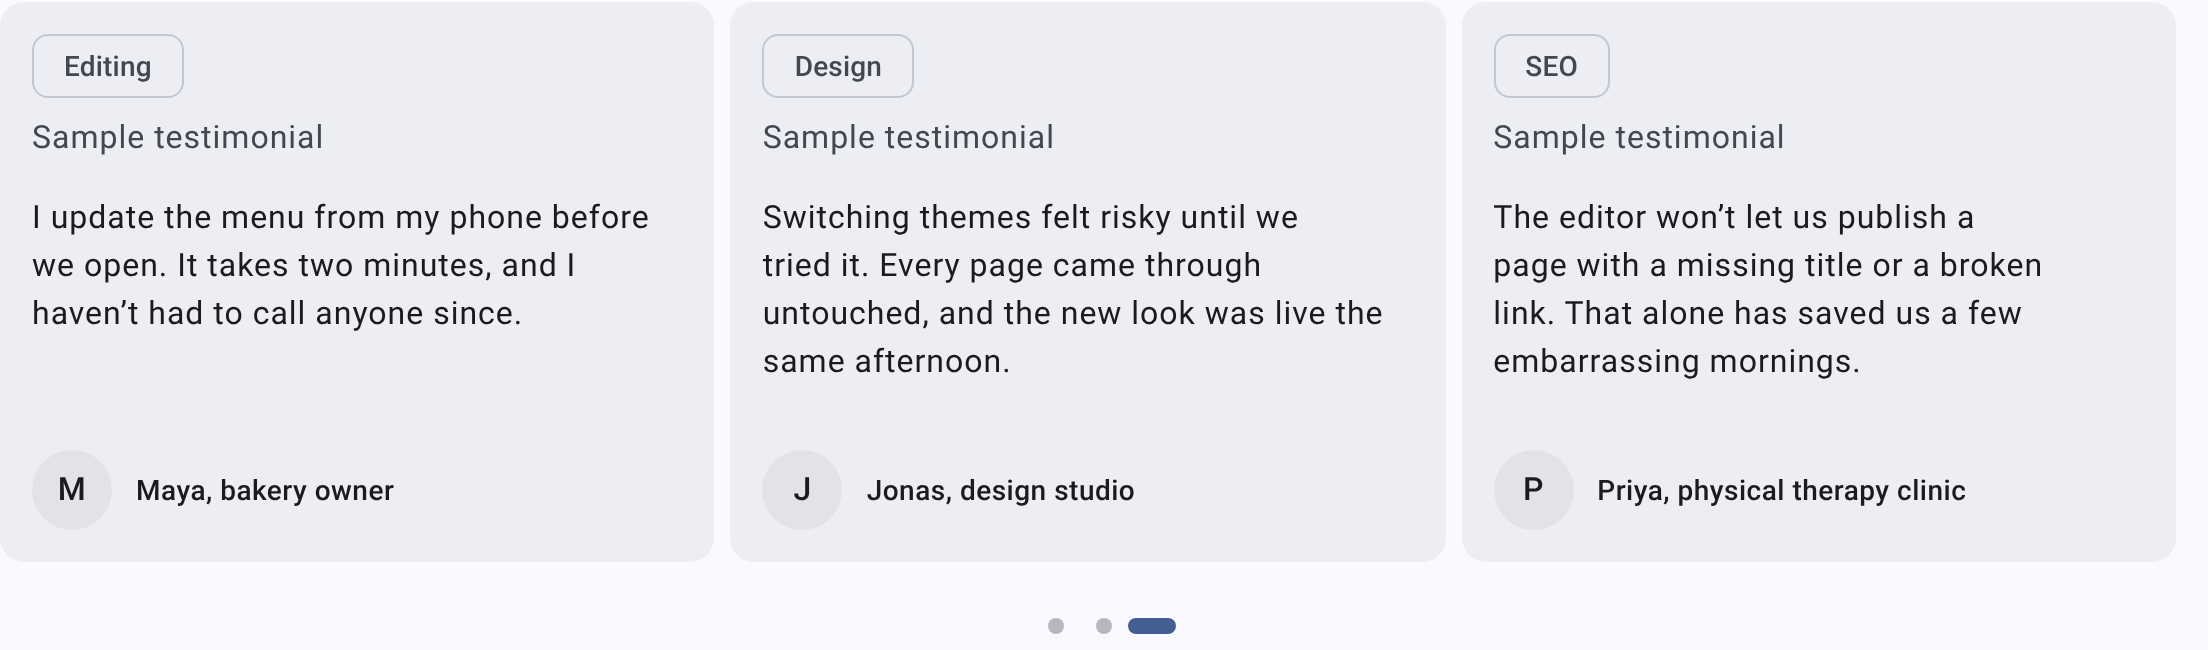 Editing
Sample testimonial
I update the menu from my phone before
we open. It takes two minutes, and I
haven’t had to call anyone since.
M
Maya, bakery owner
Design
Sample testimonial
Switching themes felt risky until we
tried it. Every page came through
untouched, and the new look was live the
same afternoon.
J
Jonas, design studio
SEO
Sample testimonial
The editor won’t let us publish a
page with a missing title or a broken
link. That alone has saved us a few
embarrassing mornings.
P
Priya, physical therapy clinic